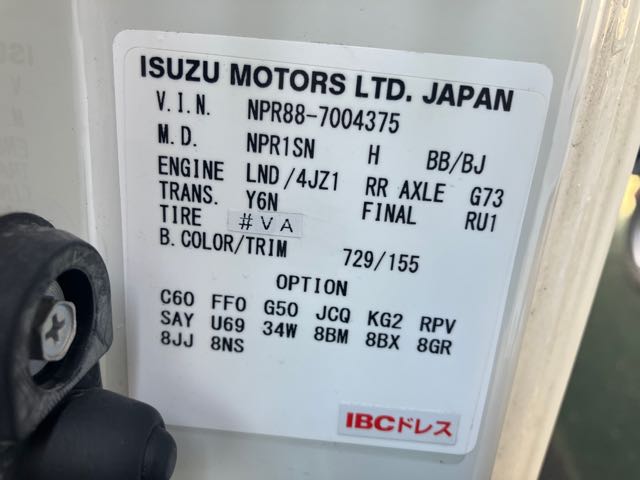 ISUZU MOTORS LTD. JAPAN
V.I.N. NPR88-7004375
M.D. NPR1SN H BB/BJ
ENGINE LND/4JZ1 RR AXLE G73
TRANS. Y6N FINAL RU1
TIRE #VA
B.COLOR/TRIM 729/155
OPTION
C60 FF0 G50 JCQ KG2 RPV
SAY U69 34W 8BM 8BX 8GR
8JJ 8NS
IBCドレス